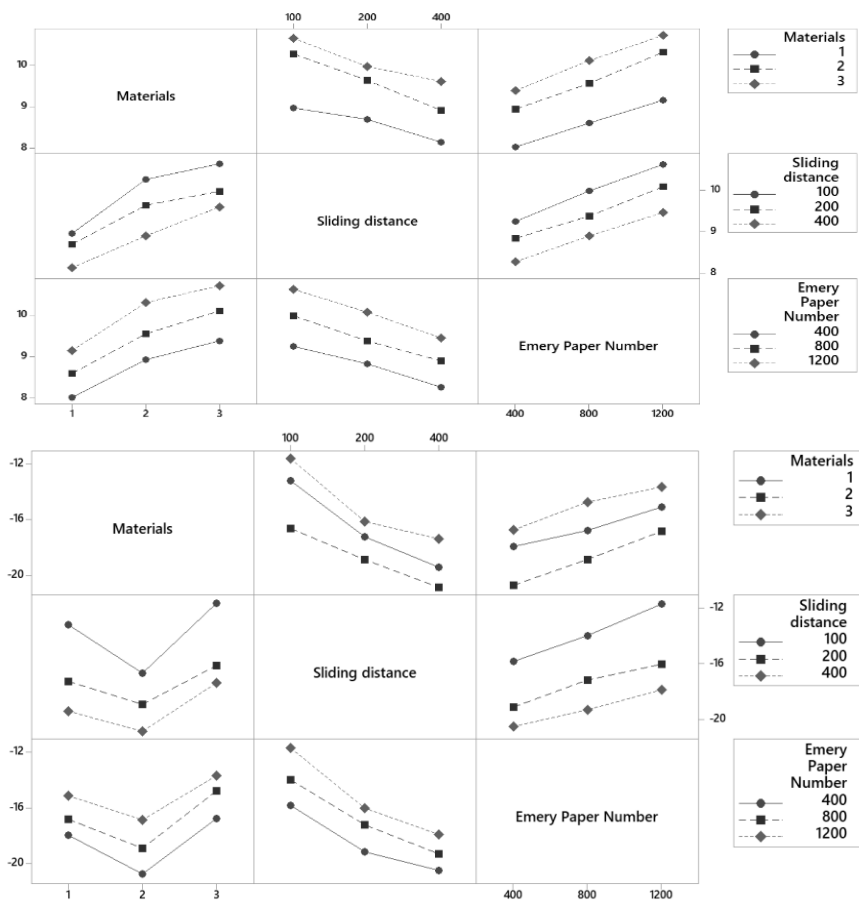 100 200 400
Materials
1
2
3
10
9
8
Materials
Sliding
distance
100
200
400
10
9
8
Sliding distance
Emery
Paper
Number
400
800
1200
10
9
8
Emery Paper Number
1 2 3
400 800 1200
100 200 400
Materials
1
2
3
-12
-16
-20
Materials
Sliding
distance
100
200
400
-12
-16
-20
Sliding distance
Emery
Paper
Number
400
800
1200
-12
-16
-20
Emery Paper Number
1 2 3
400 800 1200